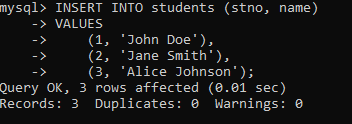 mysql> INSERT INTO students (stno, name)
    -> VALUES
    ->     (1, 'John Doe'),
    ->     (2, 'Jane Smith'),
    ->     (3, 'Alice Johnson');
Query OK, 3 rows affected (0.01 sec)
Records: 3  Duplicates: 0  Warnings: 0